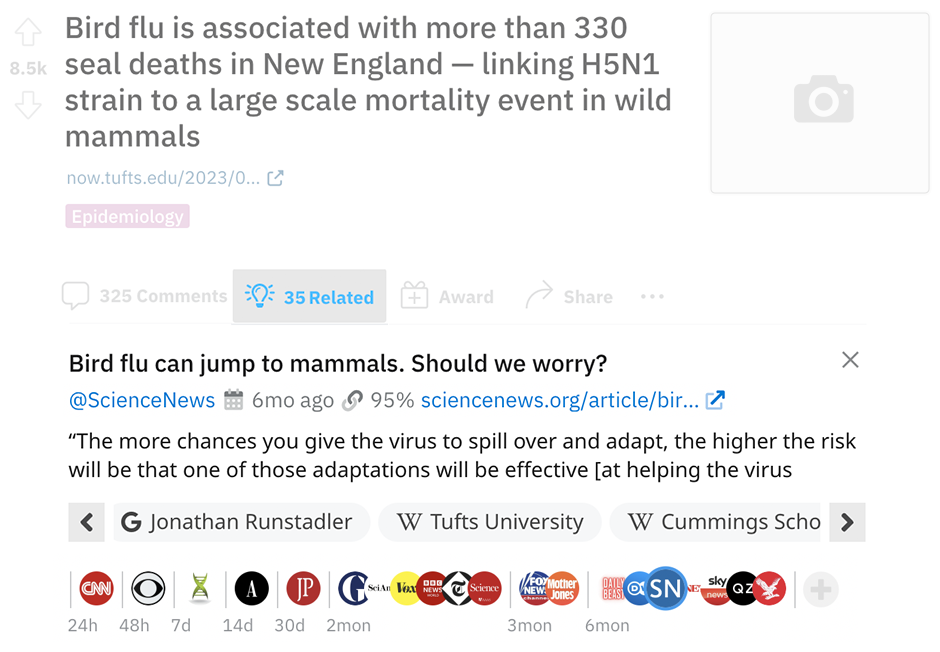 Bird flu is associated with more than 330
8.5k
seal deaths in New England — linking H5N1
strain to a large scale mortality event in wild
mammals
now.tufts.edu/2023/0...
Epidemiology
325 Comments
35 Related
Award
Share
Bird flu can jump to mammals. Should we worry?
@ScienceNews 6mo ago 95% sciencenews.org/article/bir...
“The more chances you give the virus to spill over and adapt, the higher the risk
will be that one of those adaptations will be effective [at helping the virus
G Jonathan Runstadler
W Tufts University
W Cummings Scho
CNN
A
JP
G
SciAm
Vox
BBC NEWS WORLD
T
Science
FOX NEWS channel
Mother Jones
DAILY BEAST
SN
NE
sky news
QZ
24h 48h 7d 14d 30d 2mon 3mon 6mon